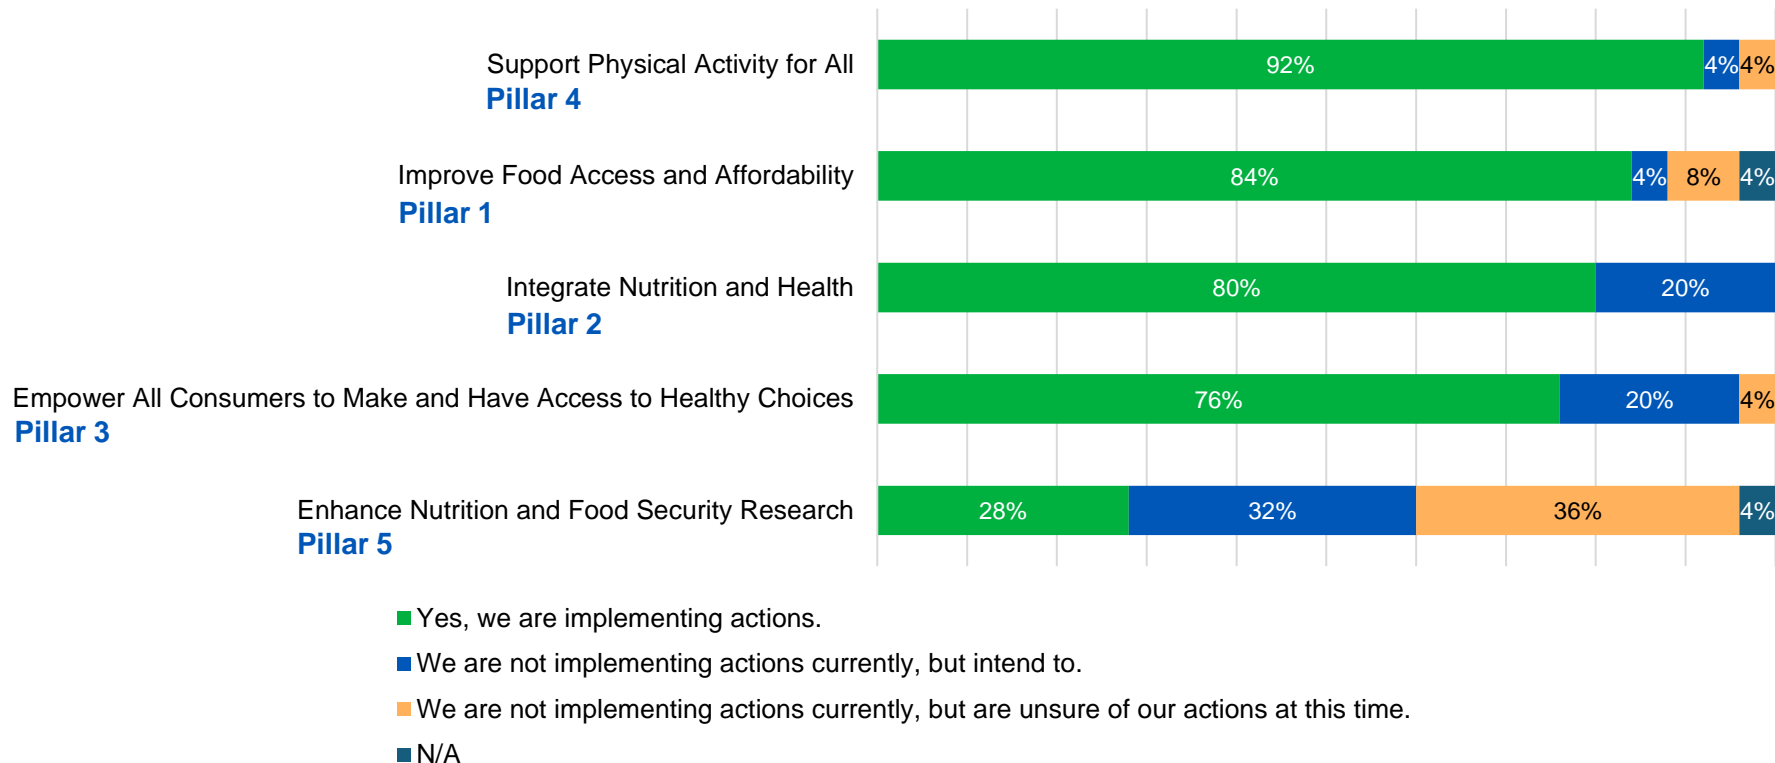 Support Physical Activity for All
Pillar 4
92% 4% 4%
Improve Food Access and Affordability
Pillar 1
84% 4% 8% 4%
Integrate Nutrition and Health
Pillar 2
80% 20%
Empower All Consumers to Make and Have Access to Healthy Choices
Pillar 3
76% 20% 4%
Enhance Nutrition and Food Security Research
Pillar 5
28% 32% 36% 4%
Yes, we are implementing actions.
We are not implementing actions currently, but intend to.
We are not implementing actions currently, but are unsure of our actions at this time.
N/A